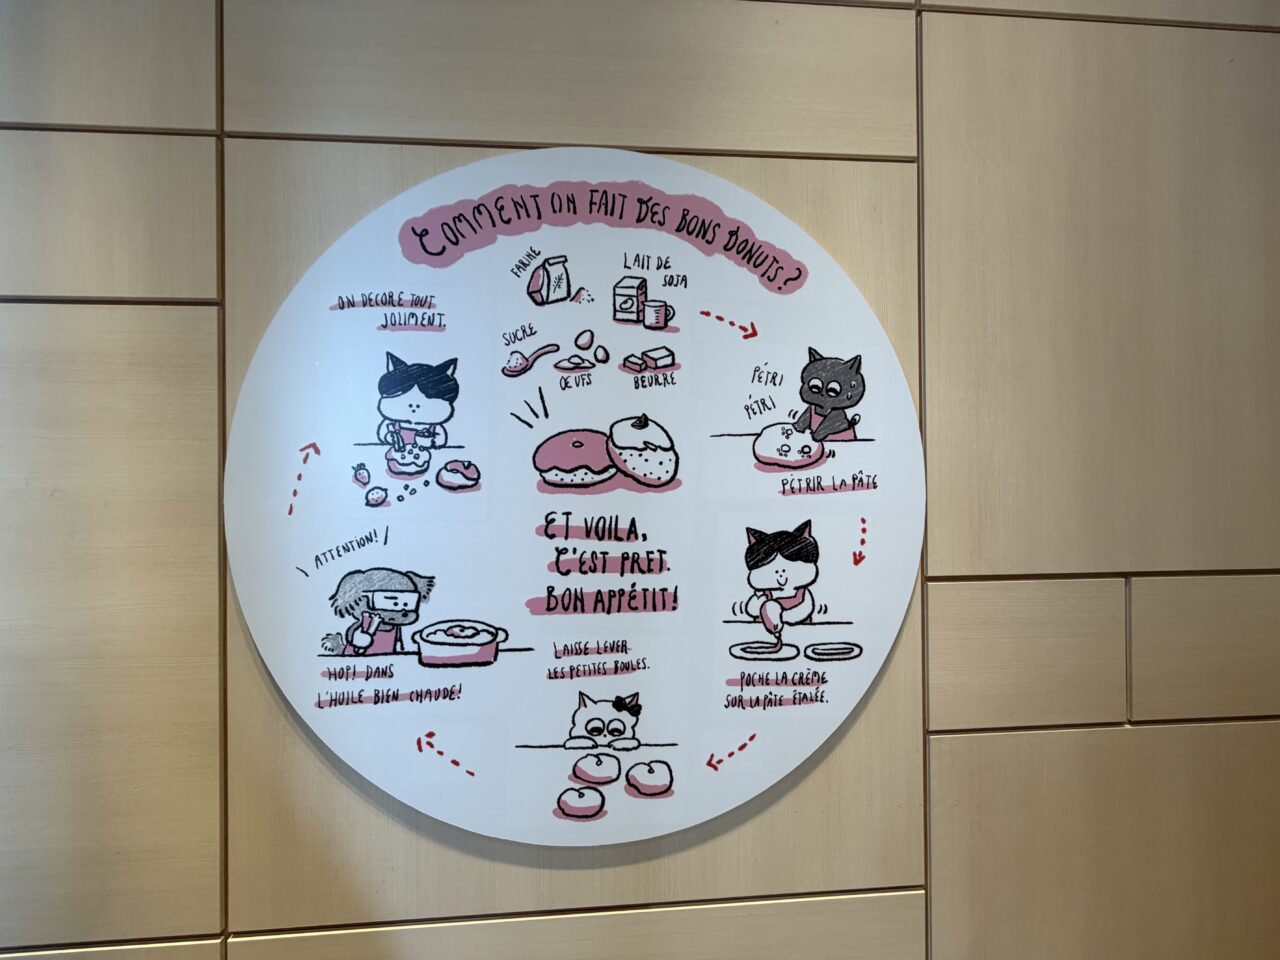 COMMENT ON FAIT DES BONS DONUTS?
FARINE
LAIT DE
SOJA
SUCRE
ŒUFS
BEURRE
PÉTRI
PÉTRI
PÉTRIR LA PÂTE
POCHE LA CRÈME
SUR LA PÂTE ÉTALÉE.
LAISSE LEVER
LES PETITES BOULES.
ATTENTION!
HOP! DANS
L'HUILE BIEN CHAUDE!
ON DECORE TOUT
JOLIMENT.
ET VOILA,
C'EST PRET.
BON APPÉTIT!